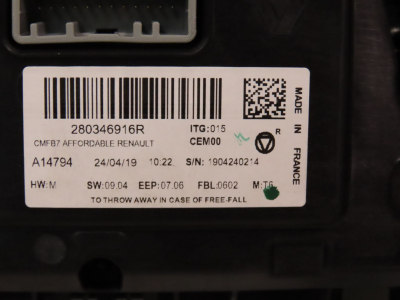 280346916R
ITG:015
CMFB7 AFFORDABLE RENAULT
CEM00
R
A14794 24/04/19 10:22 S/N: 1904240214
HW:M SW:09.04 EEP:07.06 FBL:0602 M:T6
TO THROW AWAY IN CASE OF FREE-FALL
MADE IN FRANCE